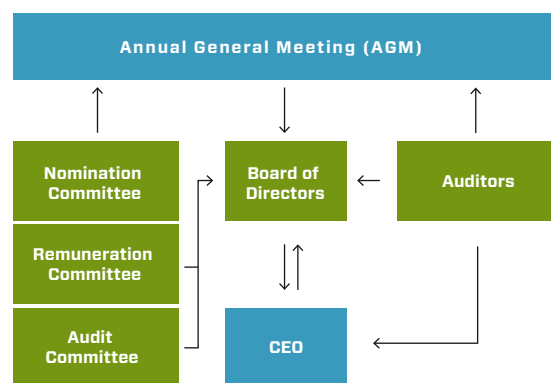 Annual General Meeting (AGM)
Nomination
Committee
Board of
Directors
Auditors
Remuneration
Committee
Audit
Committee
CEO